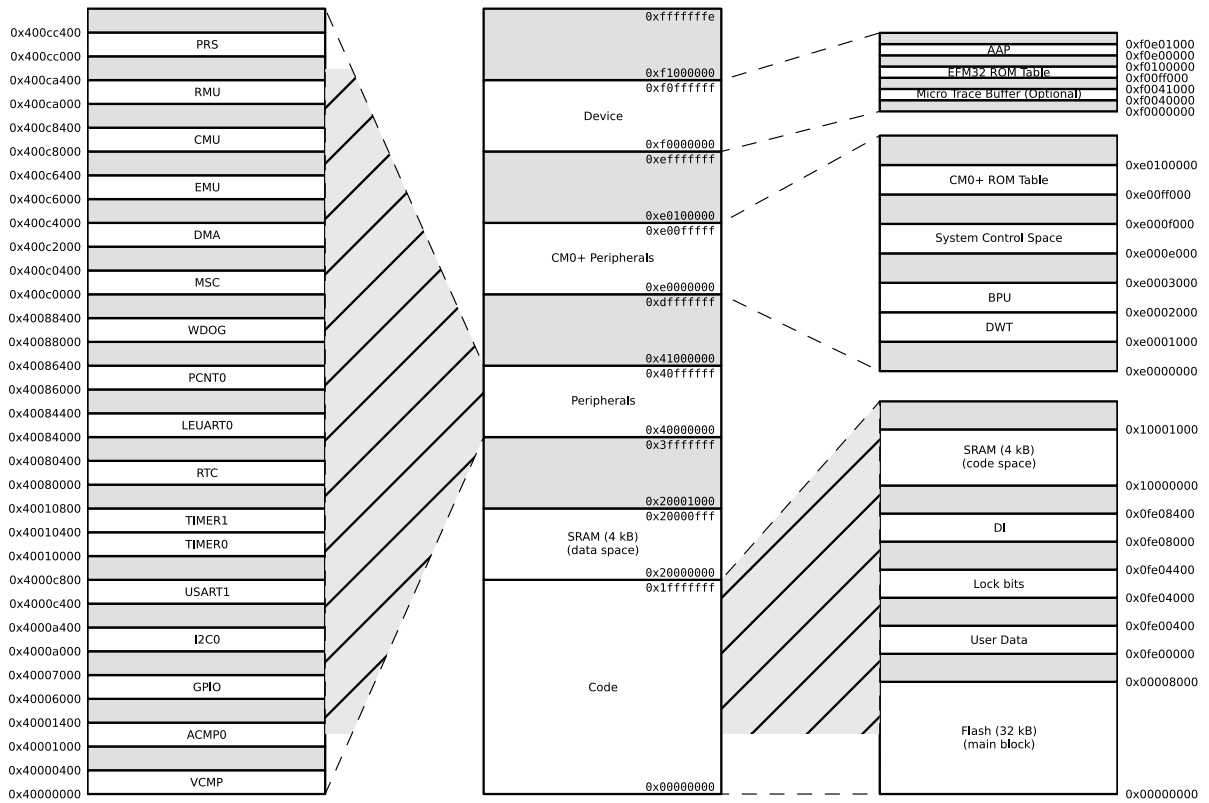 0x400cc400
PRS
0x400cc000
0x400ca400
RMU
0x400ca000
0x400c8400
CMU
0x400c8000
0x400c6400
EMU
0x400c6000
0x400c4000
DMA
0x400c2000
0x400c0400
MSC
0x400c0000
0x40088400
WDOG
0x40088000
0x40086400
PCNT0
0x40086000
0x40084400
LEUART0
0x40084000
0x40080400
RTC
0x40080000
0x40010800
TIMER1
0x40010400
TIMER0
0x40010000
0x4000c800
USART1
0x4000c400
0x4000a400
I2C0
0x4000a000
0x40007000
GPIO
0x40006000
0x40001400
ACMP0
0x40001000
0x40000400
VCMP
0x40000000
0xfffffffe
0xf1000000
0xf0ffffff
Device
0xf0000000
0xefffffff
0xe0100000
0xe00fffff
CM0+ Peripherals
0xe0000000
0xdfffffff
0x41000000
0x40ffffff
Peripherals
0x40000000
0x3fffffff
0x20001000
0x20000fff
SRAM (4 kB)
(data space)
0x20000000
0x1fffffff
Code
0x00000000
0xf0e01000
AAP
0xf0e00000
0xf0100000
EFM32 ROM Table
0xf00ff000
0xf0041000
Micro Trace Buffer (Optional)
0xf0040000
0xf0000000
0xe0100000
CM0+ ROM Table
0xe00ff000
0xe000f000
System Control Space
0xe000e000
0xe0003000
BPU
0xe0002000
DWT
0xe0001000
0xe0000000
0x10001000
SRAM (4 kB)
(code space)
0x10000000
0x0fe08400
DI
0x0fe08000
0x0fe04400
Lock bits
0x0fe04000
0x0fe00400
User Data
0x0fe00000
0x00008000
Flash (32 kB)
(main block)
0x00000000